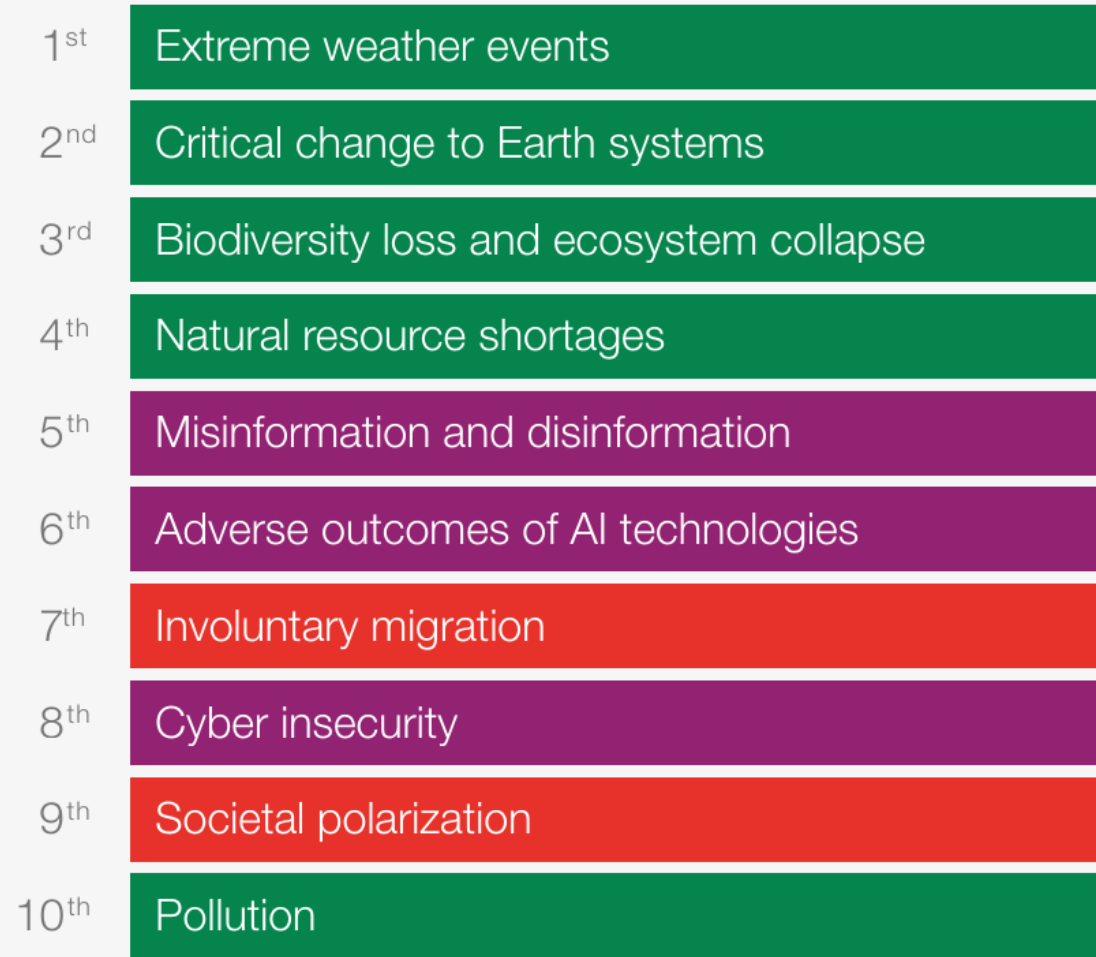 1st Extreme weather events
2nd Critical change to Earth systems
3rd Biodiversity loss and ecosystem collapse
4th Natural resource shortages
5th Misinformation and disinformation
6th Adverse outcomes of AI technologies
7th Involuntary migration
8th Cyber insecurity
9th Societal polarization
10th Pollution